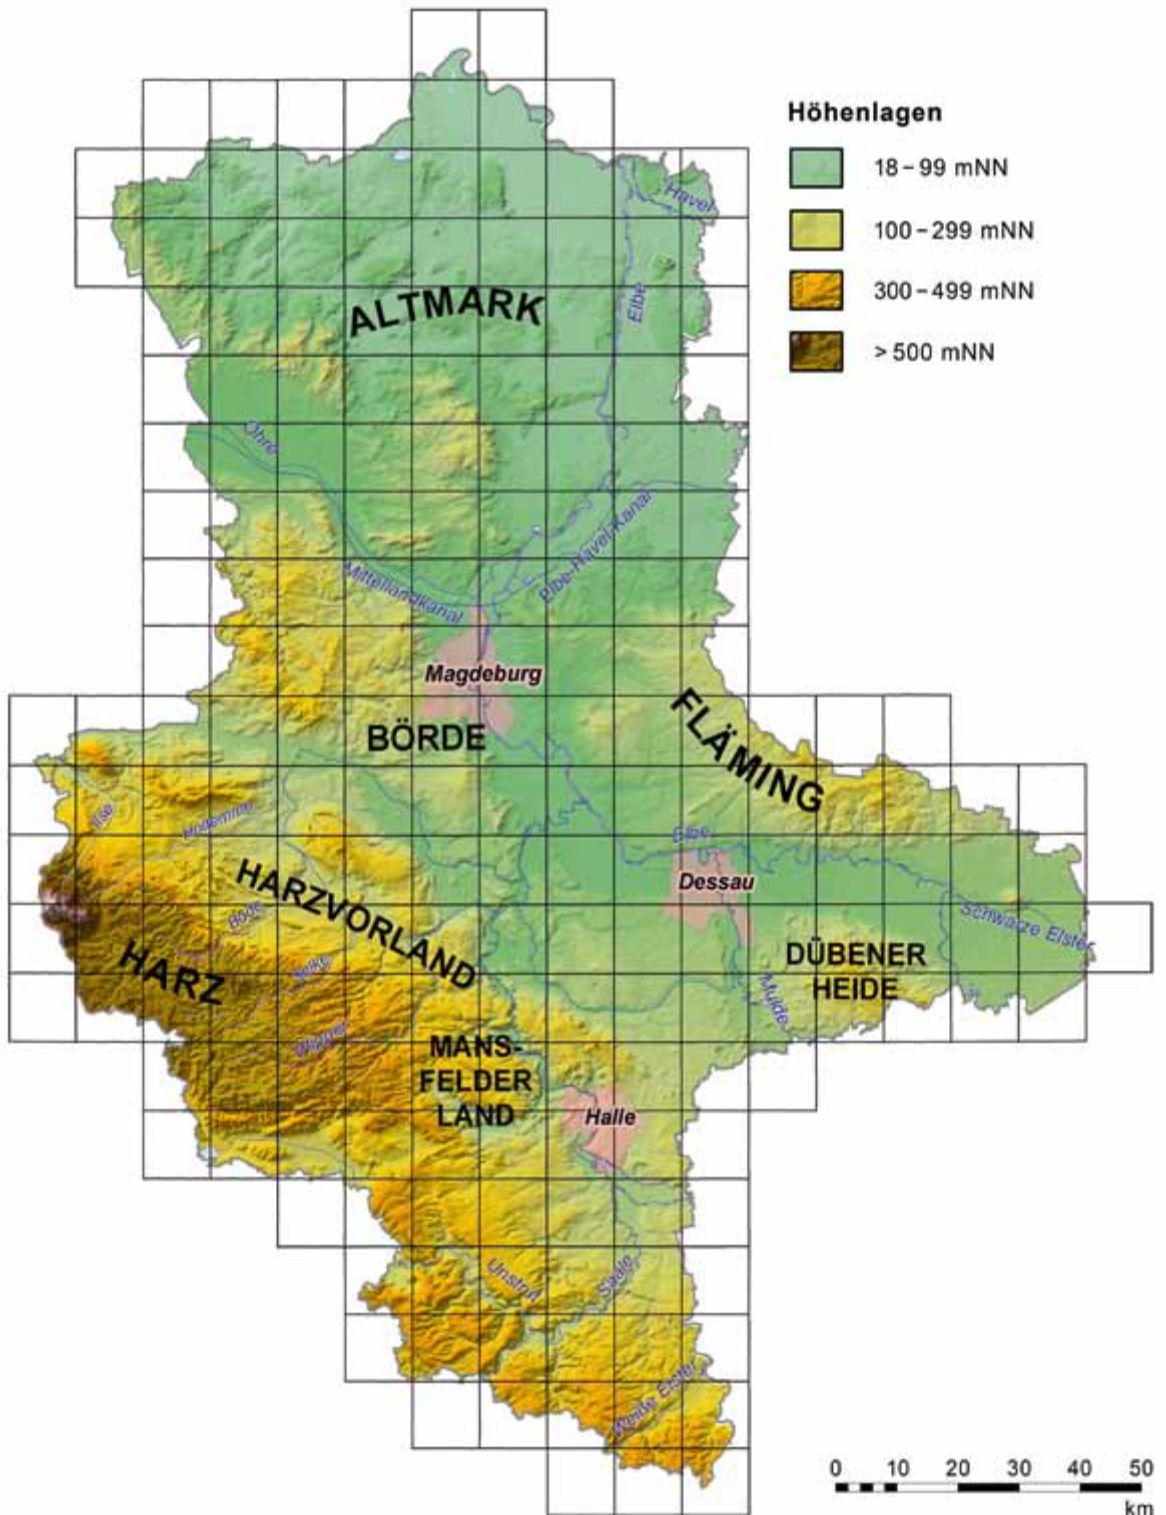 Höhenlagen
18 – 99 mNN
100 – 299 mNN
300 – 499 mNN
> 500 mNN
Havel
Elbe
ALTMARK
Ohre
Elbe-Havel-Kanal
Mittellandkanal
Magdeburg
BÖRDE
FLÄMING
Ilse
Holtemme
Elbe
HARZVORLAND
Dessau
Bode
Schwarze Elster
HARZ
Selke
DÜBENER
HEIDE
Mulde
Wipper
MANS-
FELDER
LAND
Halle
Unstrut
Saale
Weiße Elster
0 10 20 30 40 50
km